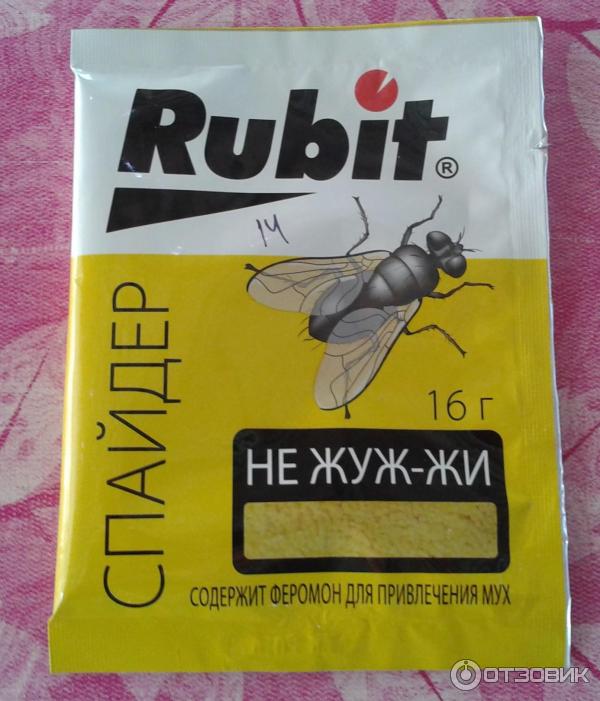 Rubit®
14
СПАЙДЕР
16 г
НЕ ЖУЖ-ЖИ
СОДЕРЖИТ ФЕРОМОН ДЛЯ ПРИВЛЕЧЕНИЯ МУХ
ОТЗОВИК